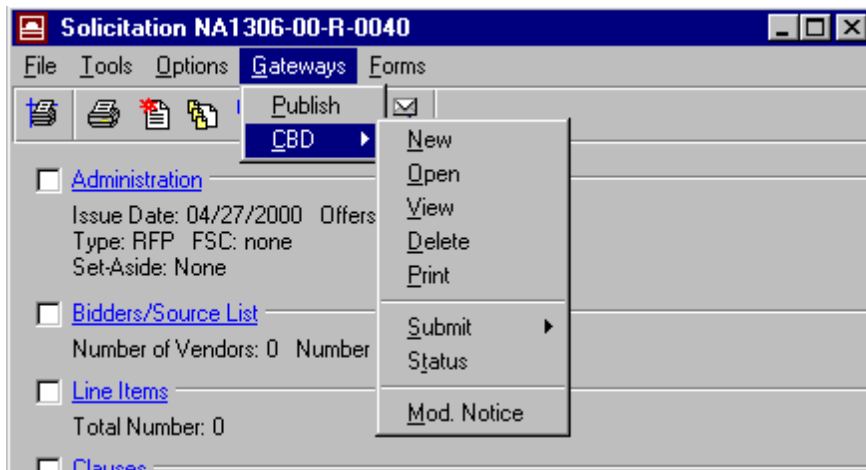 Solicitation NA1306-00-R-0040
File Tools Options Gateways Forms
Publish
CBD
New
Open
View
Delete
Print
Submit
Status
Mod. Notice
Administration
Issue Date: 04/27/2000 Offers
Type: RFP FSC: none
Set-Aside: None
Bidders/Source List
Number of Vendors: 0 Number
Line Items
Total Number: 0
Clauses